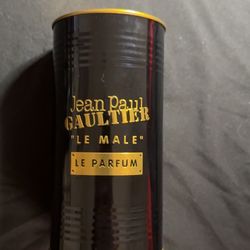 Jean Paul
GAULTIER
"LE MALE"
LE PARFUM